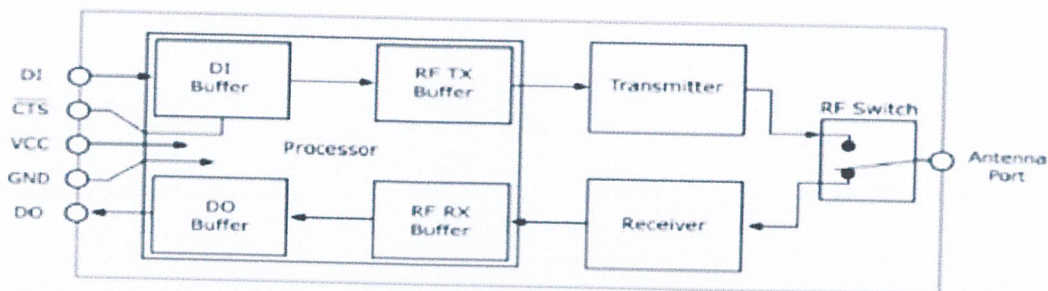 DI
CTS
VCC
GND
DO
DI
Buffer
RF TX
Buffer
Processor
DO
Buffer
RF RX
Buffer
Transmitter
Receiver
RF Switch
Antenna
Port